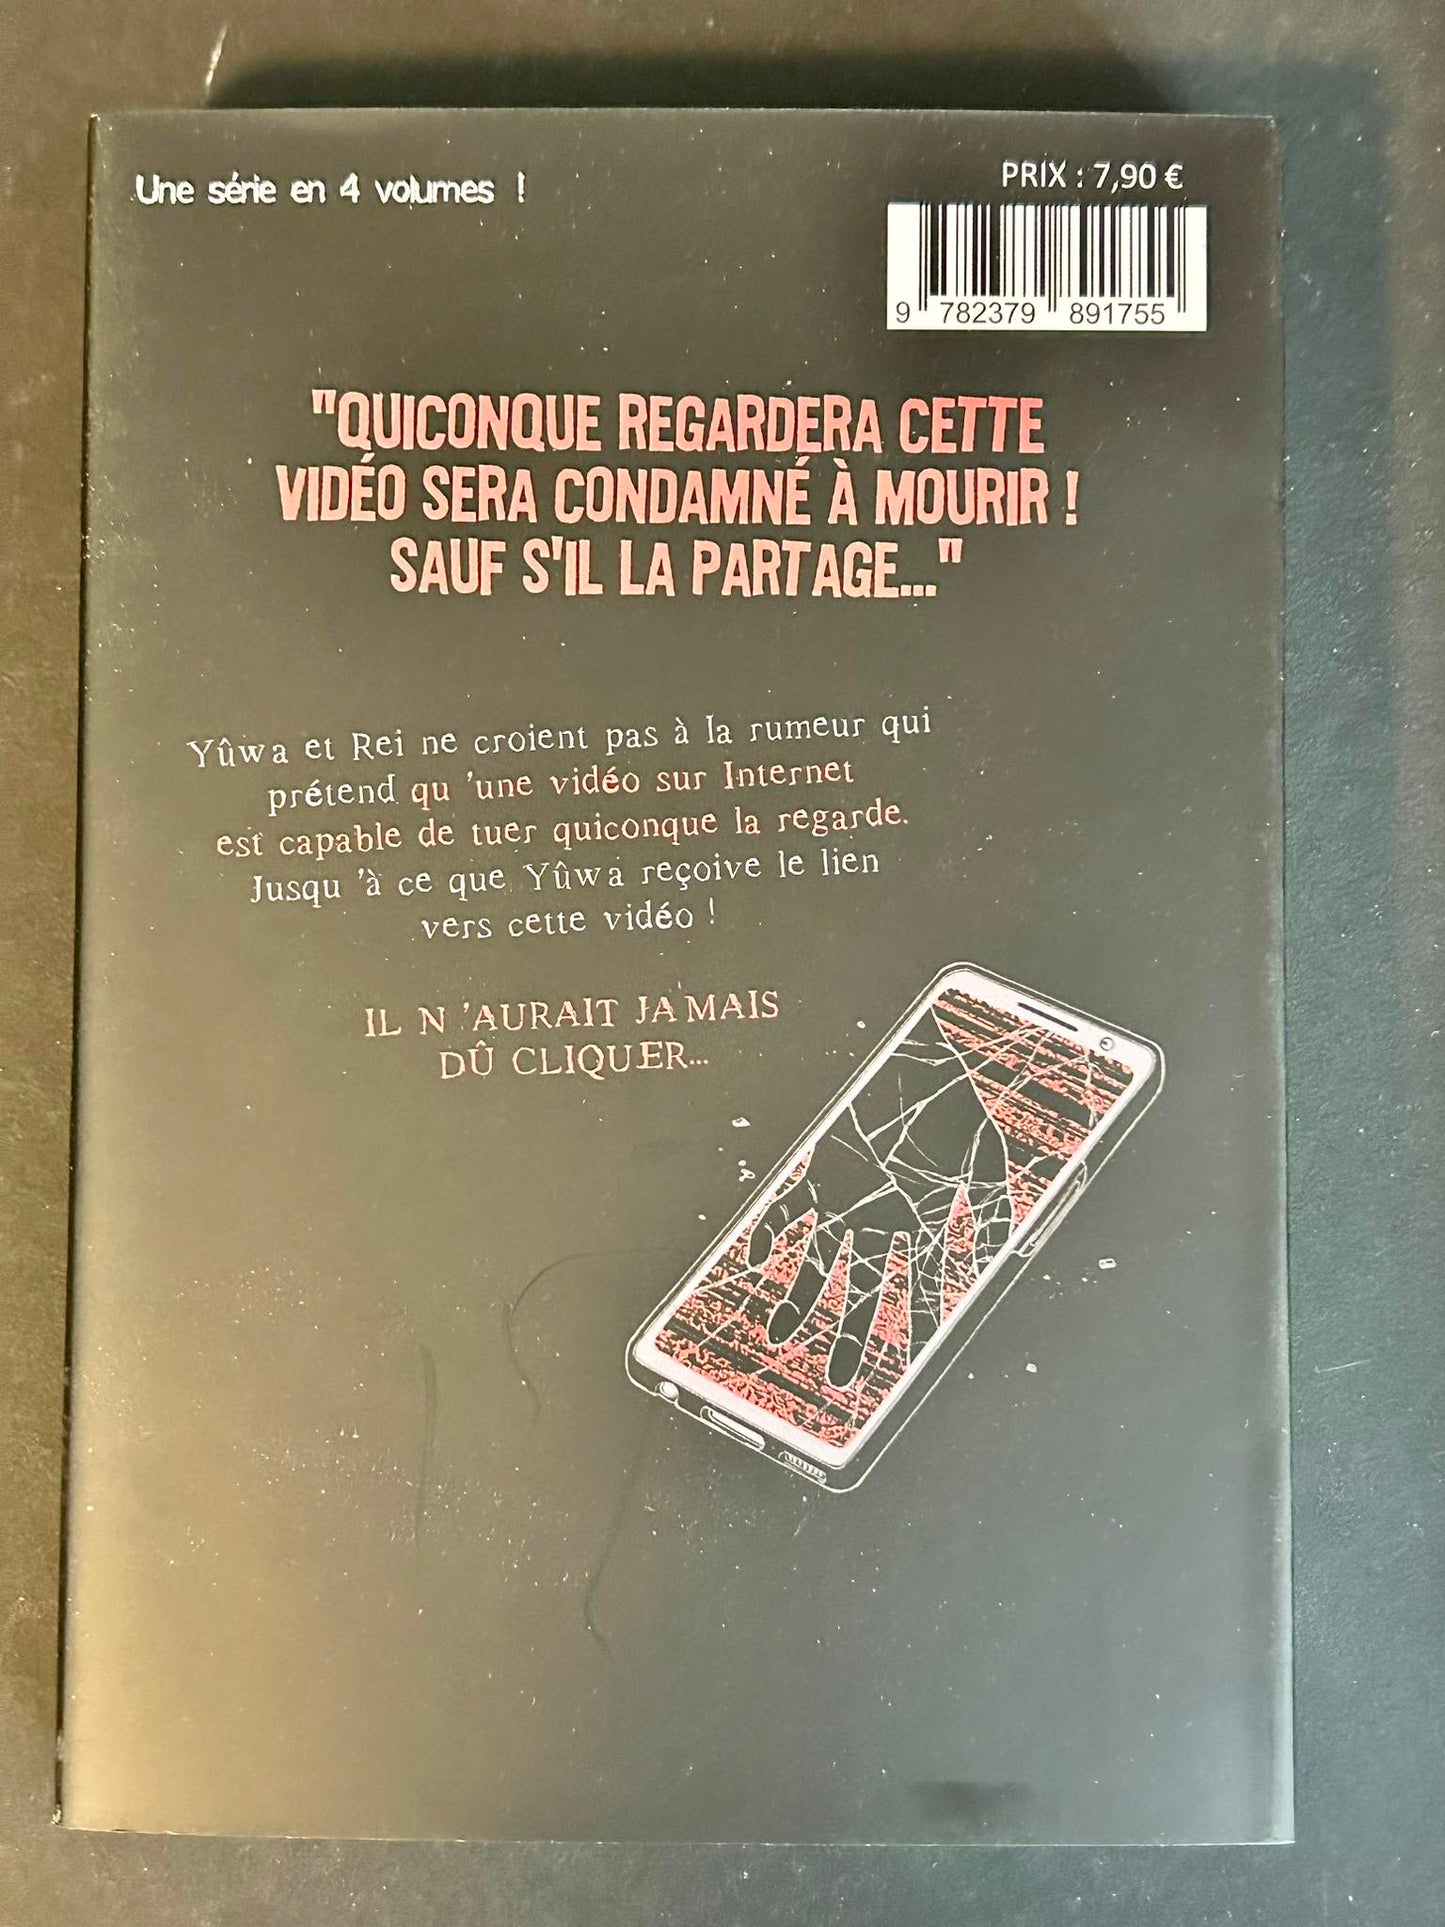 Une série en 4 volumes !
PRIX : 7,90 €
9 782379 891755
"QUICONQUE REGARDERA CETTE
VIDÉO SERA CONDAMNÉ À MOURIR !
SAUF S'IL LA PARTAGE..."
Yûwa et Rei ne croient pas à la rumeur qui
prétend qu'une vidéo sur Internet
est capable de tuer quiconque la regarde.
Jusqu'à ce que Yûwa reçoive le lien
vers cette vidéo !
IL N'AURAIT JAMAIS
DÛ CLIQUER...